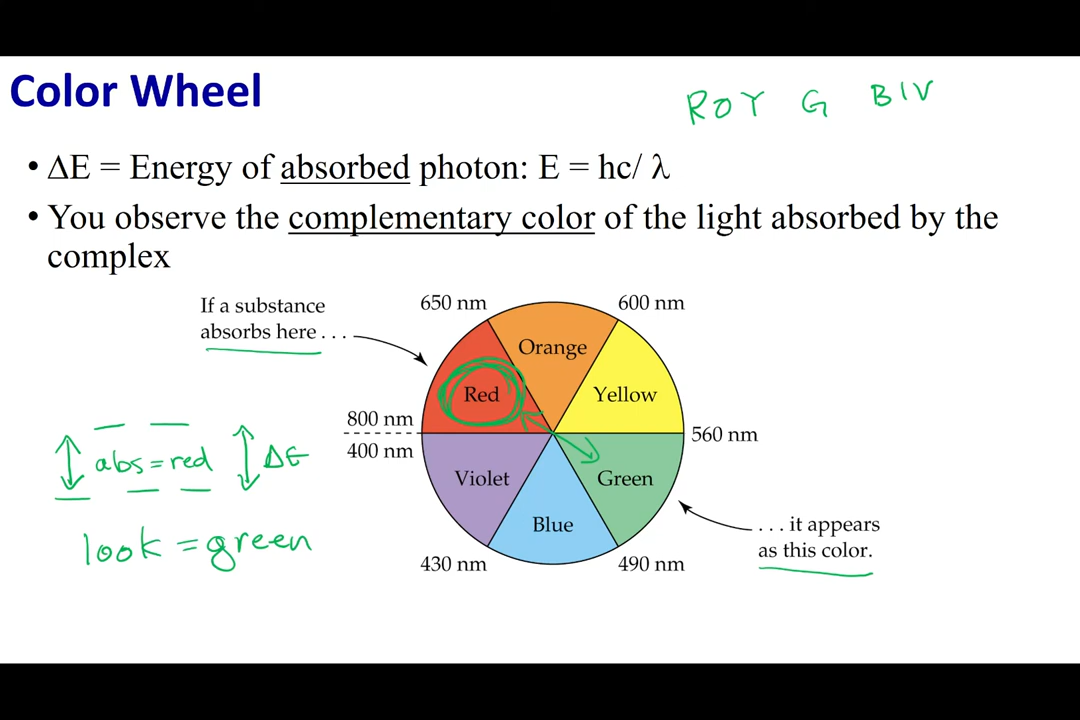 Color Wheel
ROY G BIV
• ΔE = Energy of absorbed photon: E = hc/ λ
• You observe the complementary color of the light absorbed by the
complex
If a substance
absorbs here . . .
650 nm
600 nm
Orange
Red
Yellow
800 nm
400 nm
560 nm
abs = red
ΔE
Violet
Green
Blue
look = green
. . . it appears
as this color.
430 nm
490 nm